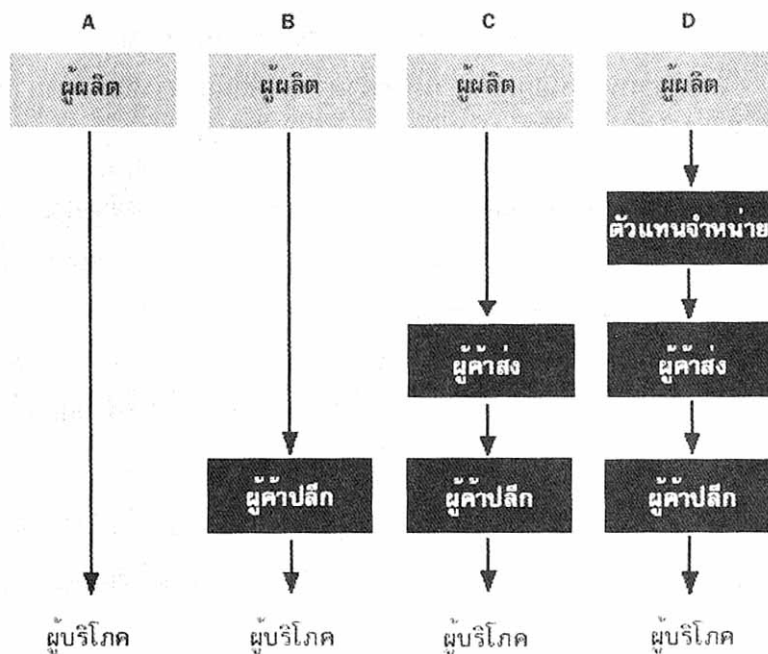 A B C D
ผู้ผลิต ผู้ผลิต ผู้ผลิต ผู้ผลิต
ตัวแทนจำหน่าย
ผู้ค้าส่ง ผู้ค้าส่ง
ผู้ค้าปลีก ผู้ค้าปลีก ผู้ค้าปลีก
ผู้บริโภค ผู้บริโภค ผู้บริโภค ผู้บริโภค